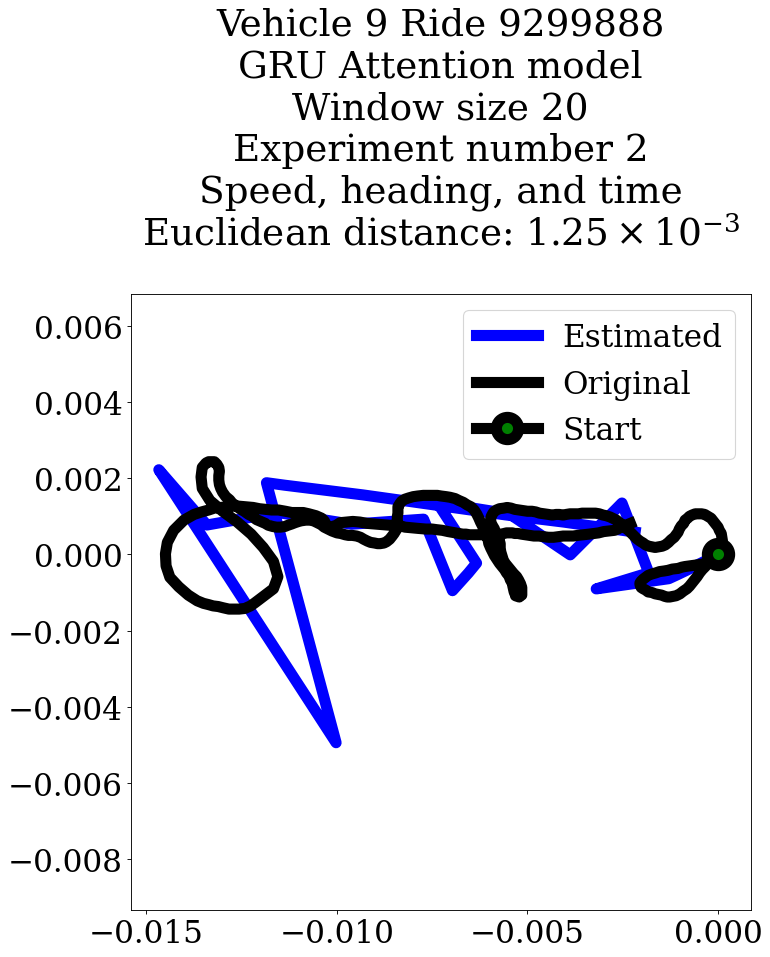 Vehicle 9 Ride 9299888
GRU Attention model
Window size 20
Experiment number 2
Speed, heading, and time
Euclidean distance: 1.25 × 10⁻³
Estimated
Original
Start
0.006
0.004
0.002
0.000
−0.002
−0.004
−0.006
−0.008
−0.015 −0.010 −0.005 0.000